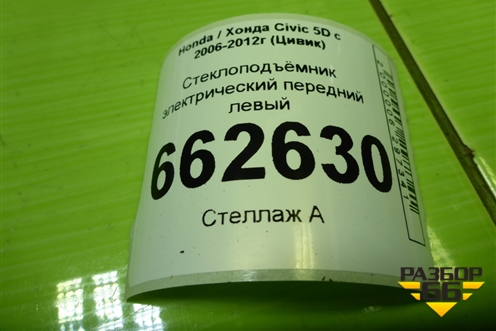 Honda / Хонда Civic 5D с
2006-2012г (Цивик)
Стеклоподъёмник
электрический передний
левый
662630
Стеллаж А
РАЗБОР
66